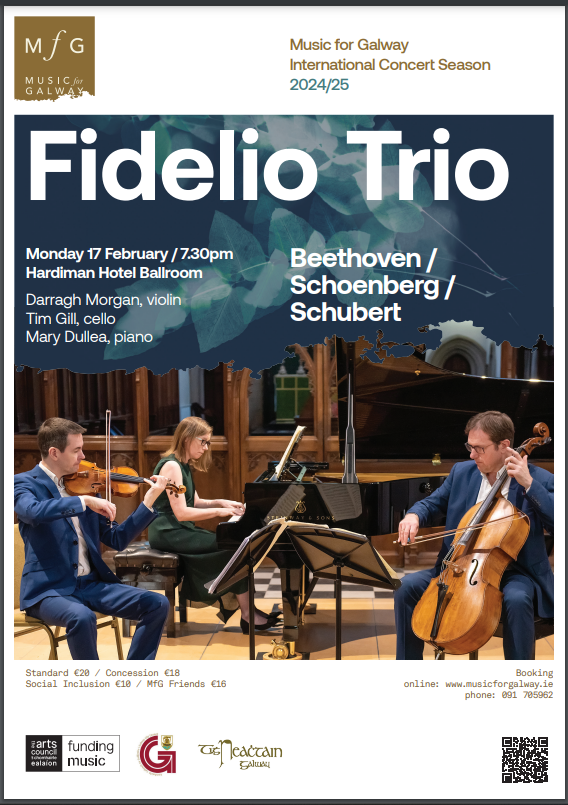 MfG
MUSIC for
GALWAY
Music for Galway
International Concert Season
2024/25
Fidelio Trio
Monday 17 February / 7.30pm
Hardiman Hotel Ballroom
Darragh Morgan, violin
Tim Gill, cello
Mary Dullea, piano
Beethoven /
Schoenberg /
Schubert
STEINWAY & SONS
Standard €20 / Concession €18
Social Inclusion €10 / MfG Friends €16
Booking
online: www.musicforgalway.ie
phone: 091 705962
arts
council
ealaíon
funding
music
Tigh Neachtain
Galway